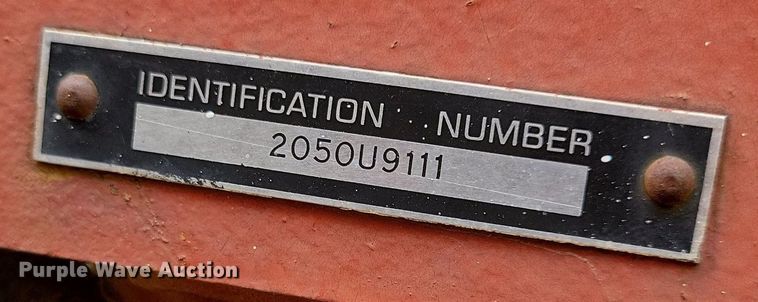 IDENTIFICATION NUMBER
2050U9111
Purple Wave Auction